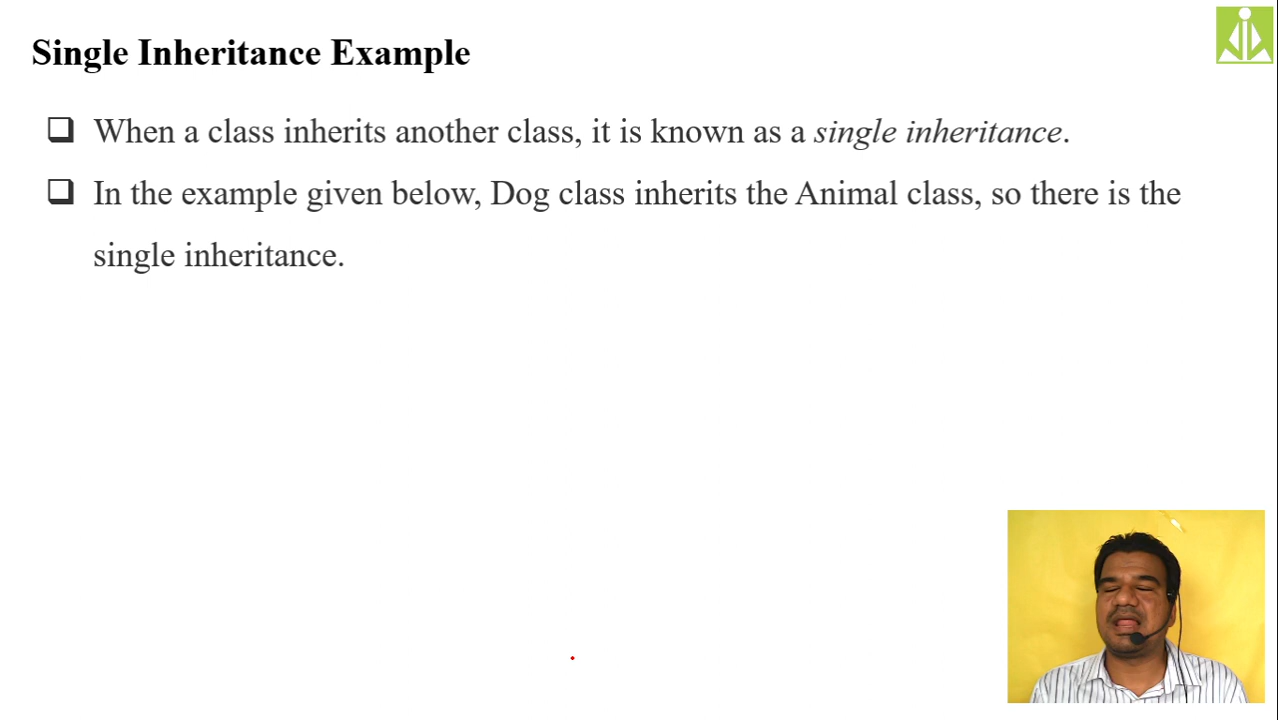 Single Inheritance Example
❑ When a class inherits another class, it is known as a single inheritance.
❑ In the example given below, Dog class inherits the Animal class, so there is the
single inheritance.